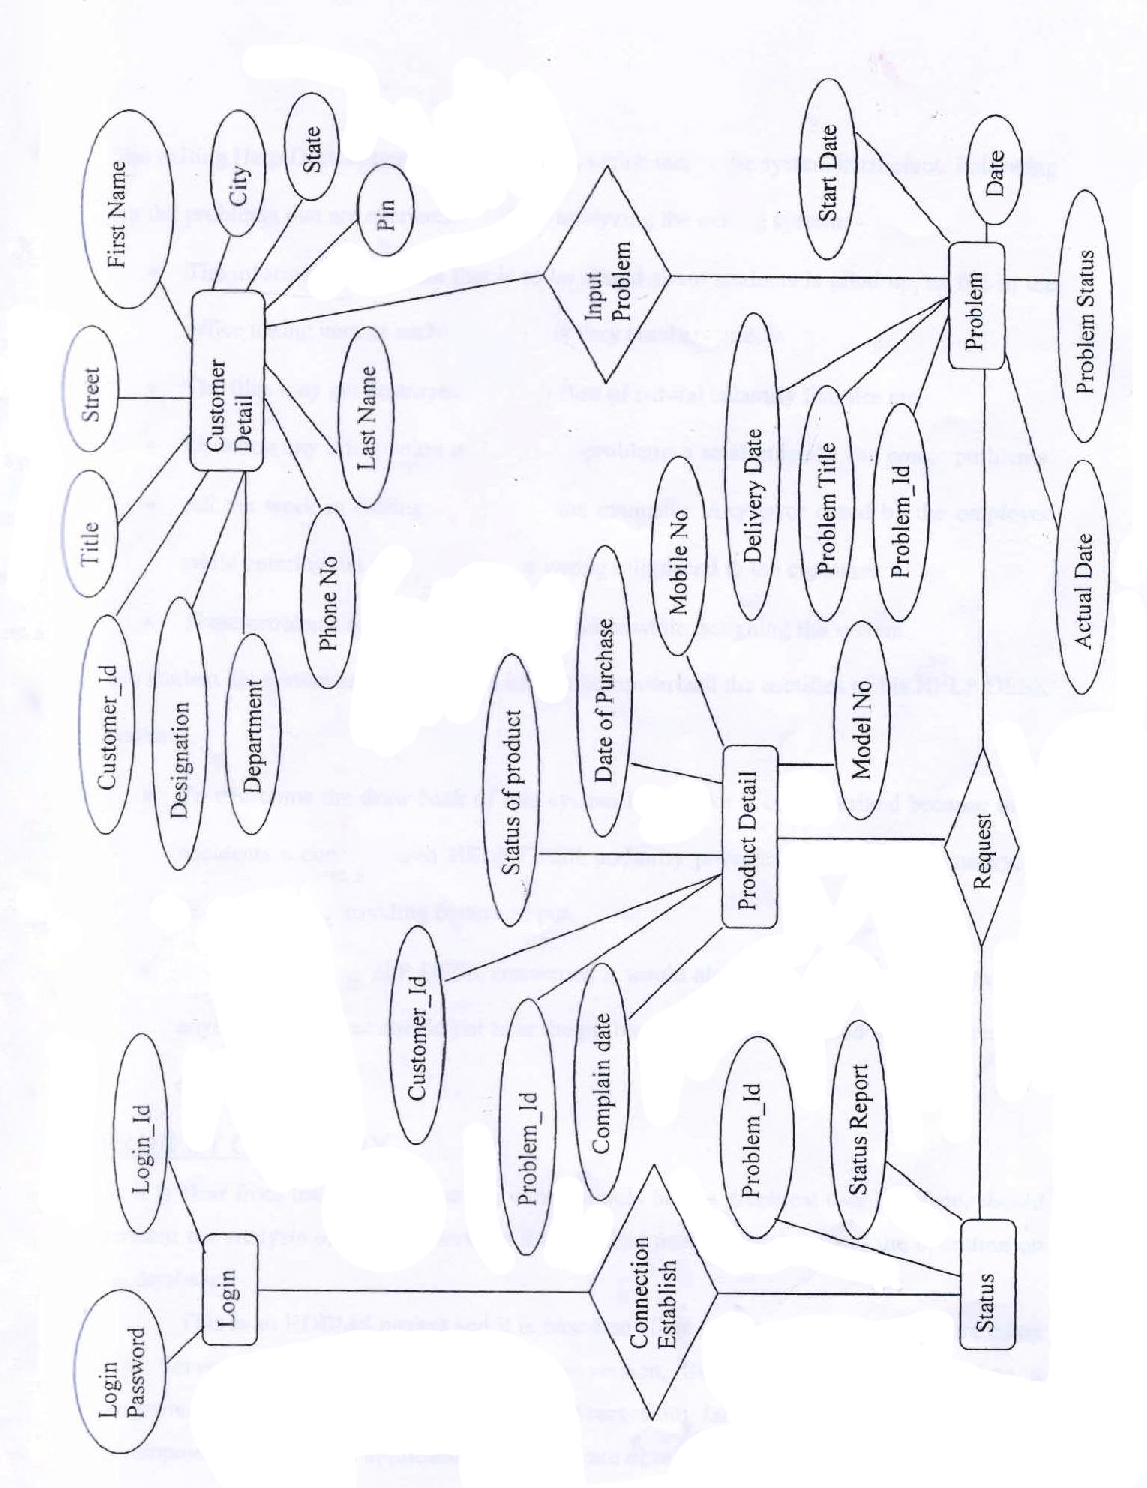 Login
Password
Login_Id
Login
Customer_Id
Title
Street
First Name
Designation
Customer
Detail
City
Department
State
Phone No
Last Name
Pin
Customer_Id
Problem_Id
Status of product
Complain date
Date of Purchase
Input
Problem
Connection
Establish
Mobile No
Problem_Id
Product Detail
Delivery Date
Status Report
Model No
Problem Title
Start Date
Problem_Id
Status
Request
Problem
Date
Actual Date
Problem Status